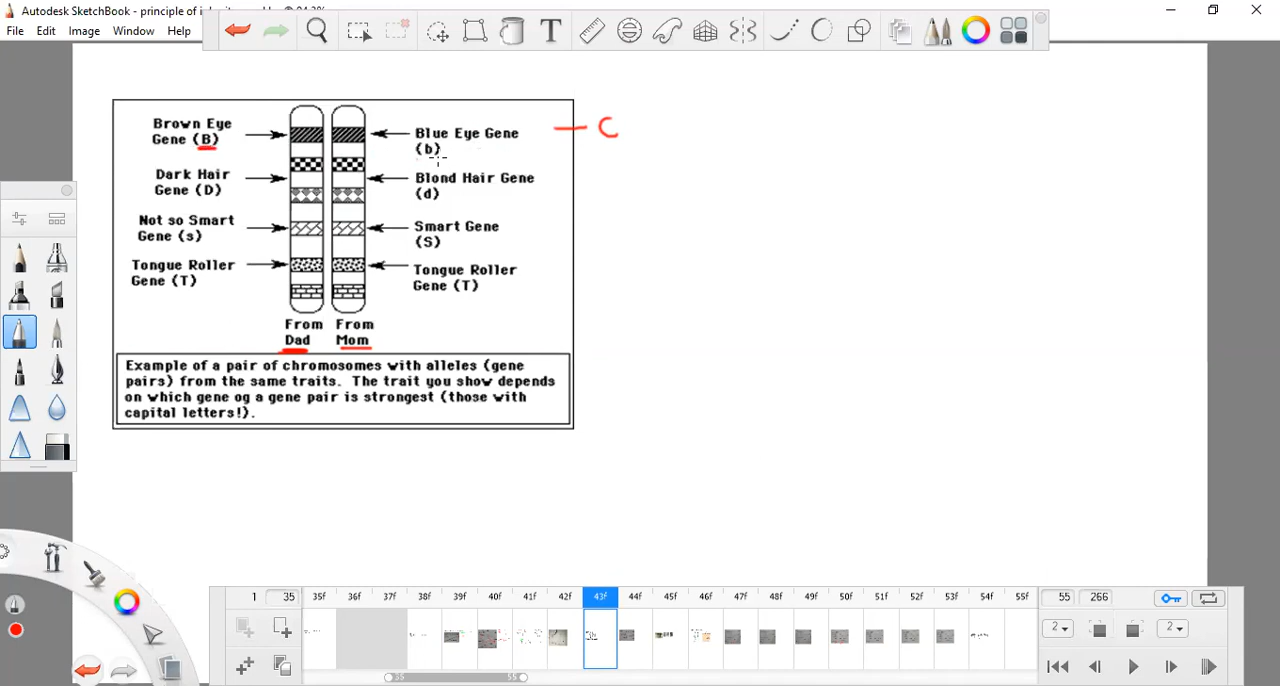 Autodesk SketchBook - principle of i
File Edit Image Window Help
T
Brown Eye
Gene (B)
Blue Eye Gene
(b)
C
Dark Hair
Gene (D)
Blond Hair Gene
(d)
Not so Smart
Gene (s)
Smart Gene
(S)
Tongue Roller
Gene (T)
Tongue Roller
Gene (T)
From
Dad
From
Mom
Example of a pair of chromosomes with alleles (gene
pairs) from the same traits. The trait you show depends
on which gene og a gene pair is strongest (those with
capital letters!).
1 35 35f 36f 37f 38f 39f 40f 41f 42f 43f 44f 45f 46f 47f 48f 49f 50f 51f 52f 53f 54f 55f 55 266
2 2
55 55